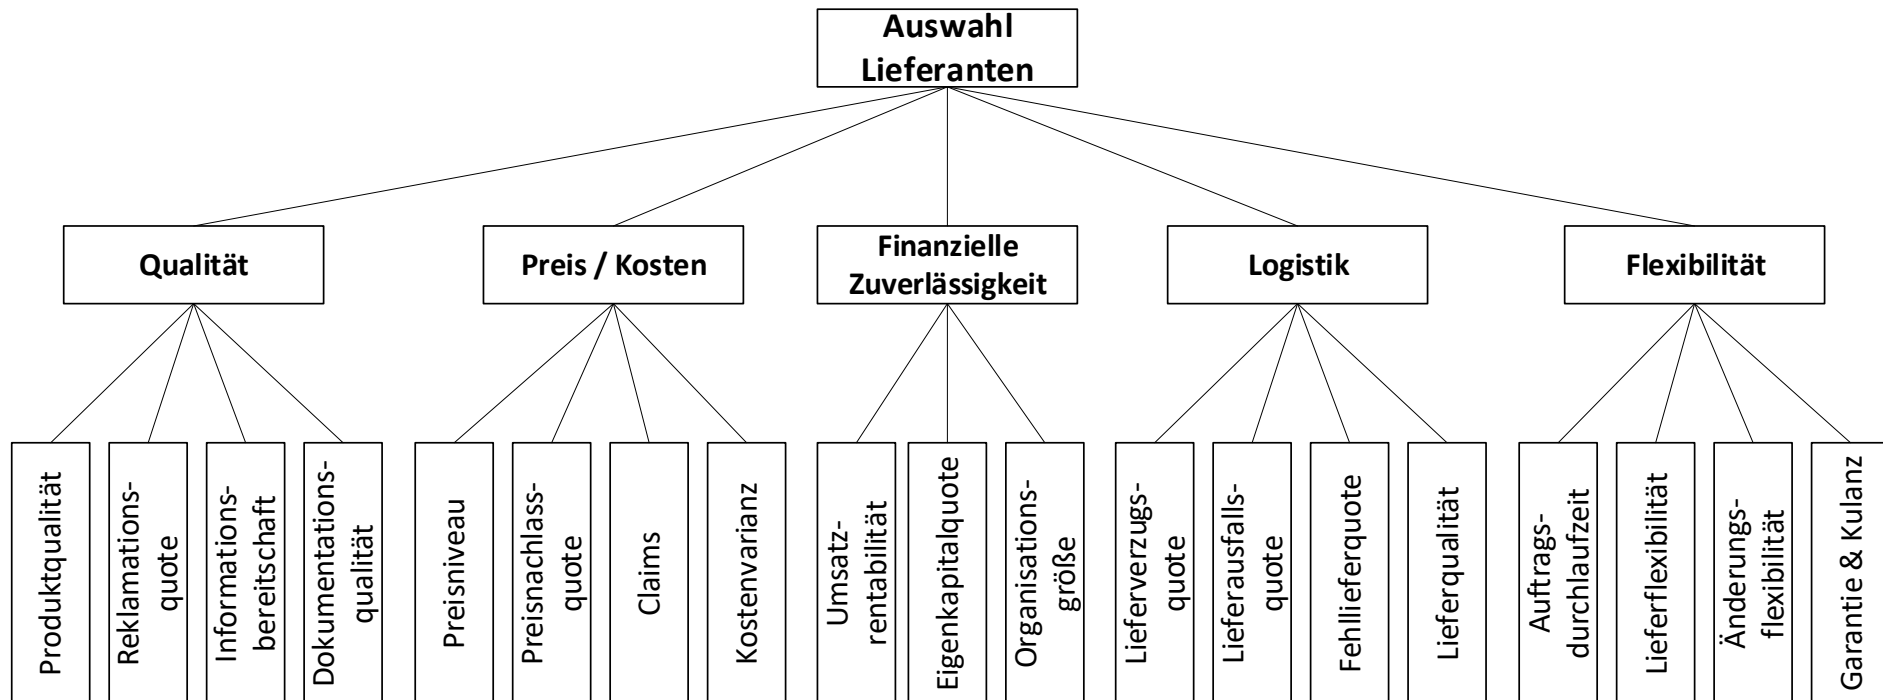 Auswahl
Lieferanten
Qualität
Preis / Kosten
Finanzielle
Zuverlässigkeit
Logistik
Flexibilität
Produktqualität
Reklamations-
quote
Informations-
bereitschaft
Dokumentations-
qualität
Preisniveau
Preisnachlass-
quote
Claims
Kostenvarianz
Umsatz-
rentabilität
Eigenkapitalquote
Organisations-
größe
Lieferverzugs-
quote
Lieferausfalls-
quote
Fehllieferquote
Lieferqualität
Auftrags-
durchlaufzeit
Lieferflexibilität
Änderungs-
flexibilität
Garantie & Kulanz